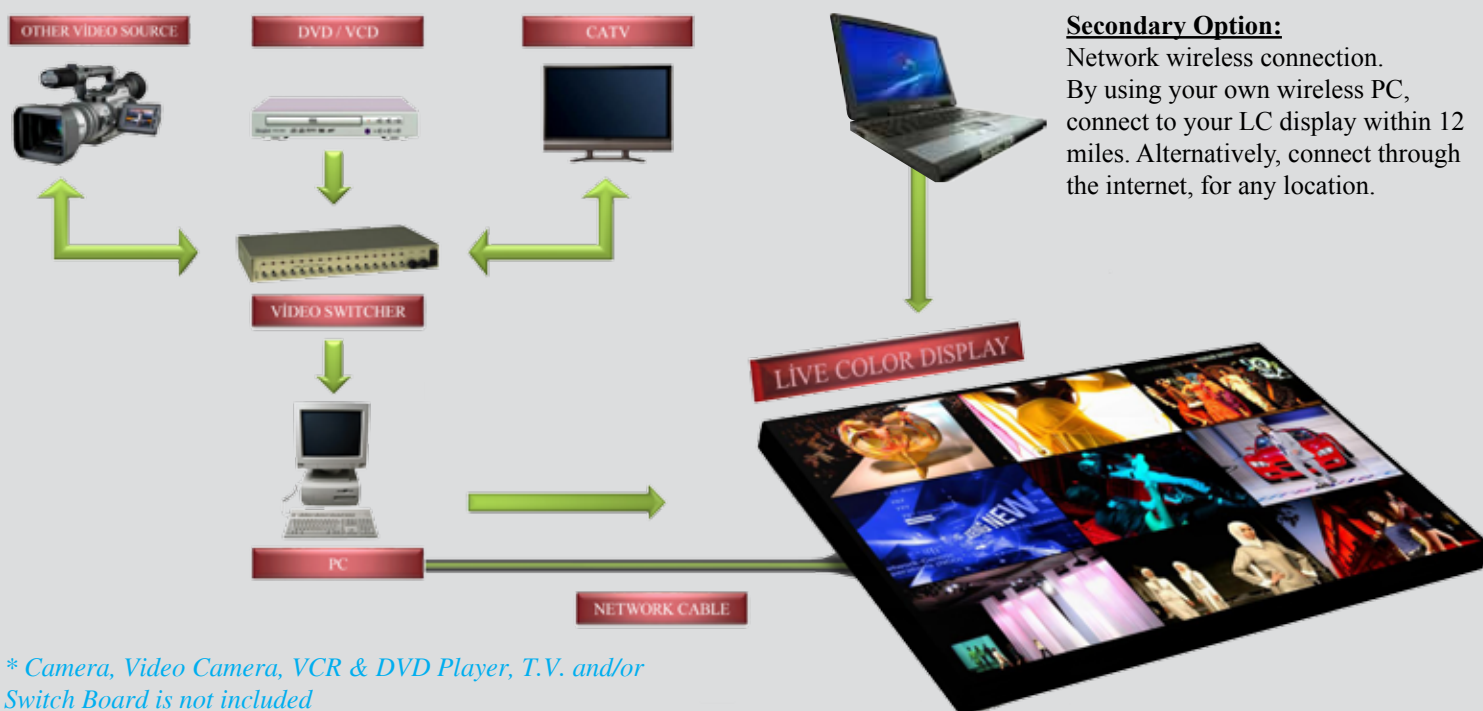 OTHER VİDEO SOURCE
DVD / VCD
CATV
Secondary Option:
Network wireless connection.
By using your own wireless PC,
connect to your LC display within 12
miles. Alternatively, connect through
the internet, for any location.
VİDEO SWITCHER
LİVE COLOR DISPLAY
PC
NETWORK CABLE
* Camera, Video Camera, VCR & DVD Player, T.V. and/or
Switch Board is not included